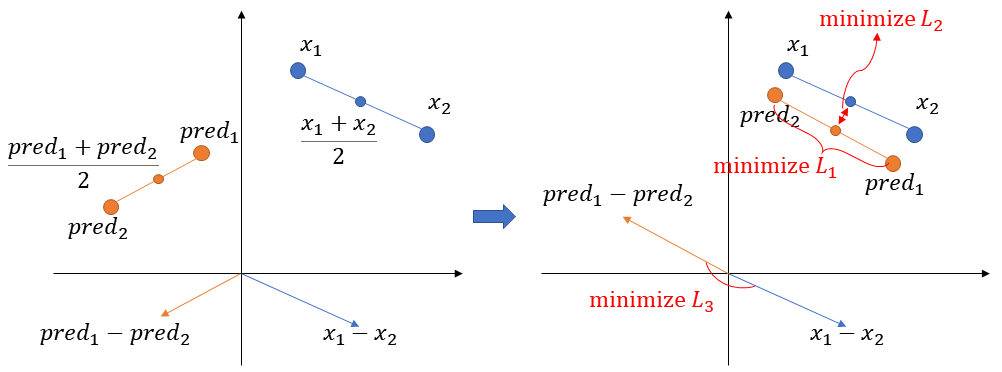 $x_1$
$x_2$
$\frac{x_1 + x_2}{2}$
$pred_1$
$\frac{pred_1 + pred_2}{2}$
$pred_2$
$pred_1 - pred_2$
$x_1 - x_2$
minimize $L_2$
$x_1$
$x_2$
$pred_2$
minimize $L_1$
$pred_1$
$pred_1 - pred_2$
minimize $L_3$
$x_1 - x_2$